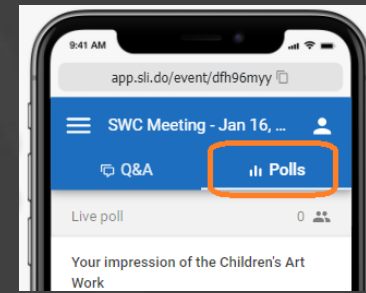 9:41 AM
app.sli.do/event/dfh96myy
SWC Meeting - Jan 16, ...
Q&A
Polls
Live poll
0
Your impression of the Children's Art
Work